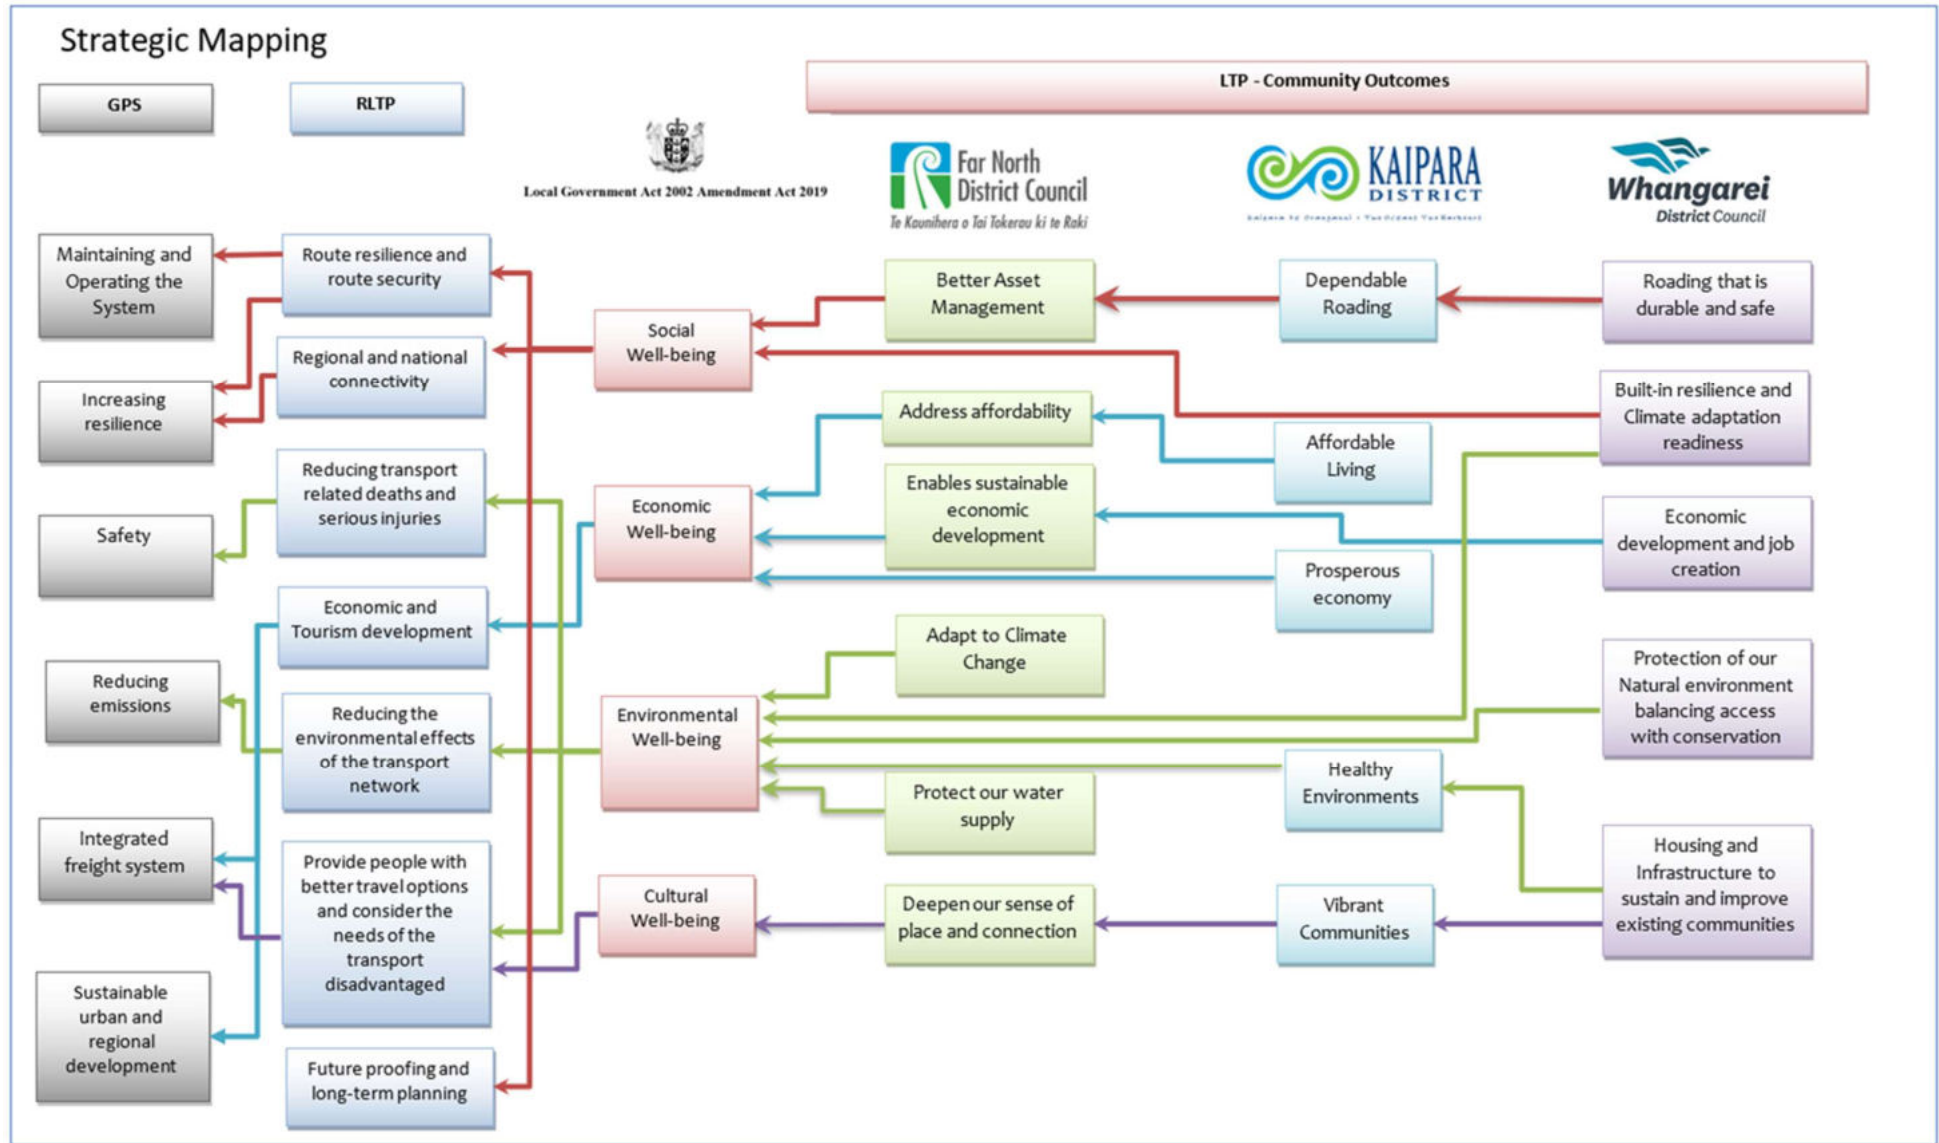 Strategic Mapping
GPS
RLTP
LTP - Community Outcomes
Local Government Act 2002 Amendment Act 2019
Far North
District Council
Te Kaunihera o Tai Tokerau ki te Raki
KAIPARA
DISTRICT
Two Oceans Two Harbours
Whangarei
District Council
Maintaining and
Operating the
System
Increasing
resilience
Safety
Reducing
emissions
Integrated
freight system
Sustainable
urban and
regional
development
Route resilience and
route security
Regional and national
connectivity
Reducing transport
related deaths and
serious injuries
Economic and
Tourism development
Reducing the
environmental effects
of the transport
network
Provide people with
better travel options
and consider the
needs of the
transport
disadvantaged
Future proofing and
long-term planning
Social
Well-being
Economic
Well-being
Environmental
Well-being
Cultural
Well-being
Better Asset
Management
Address affordability
Enables sustainable
economic
development
Adapt to Climate
Change
Protect our water
supply
Deepen our sense of
place and connection
Dependable
Roading
Affordable
Living
Prosperous
economy
Healthy
Environments
Vibrant
Communities
Roading that is
durable and safe
Built-in resilience and
Climate adaptation
readiness
Economic
development and job
creation
Protection of our
Natural environment
balancing access
with conservation
Housing and
Infrastructure to
sustain and improve
existing communities